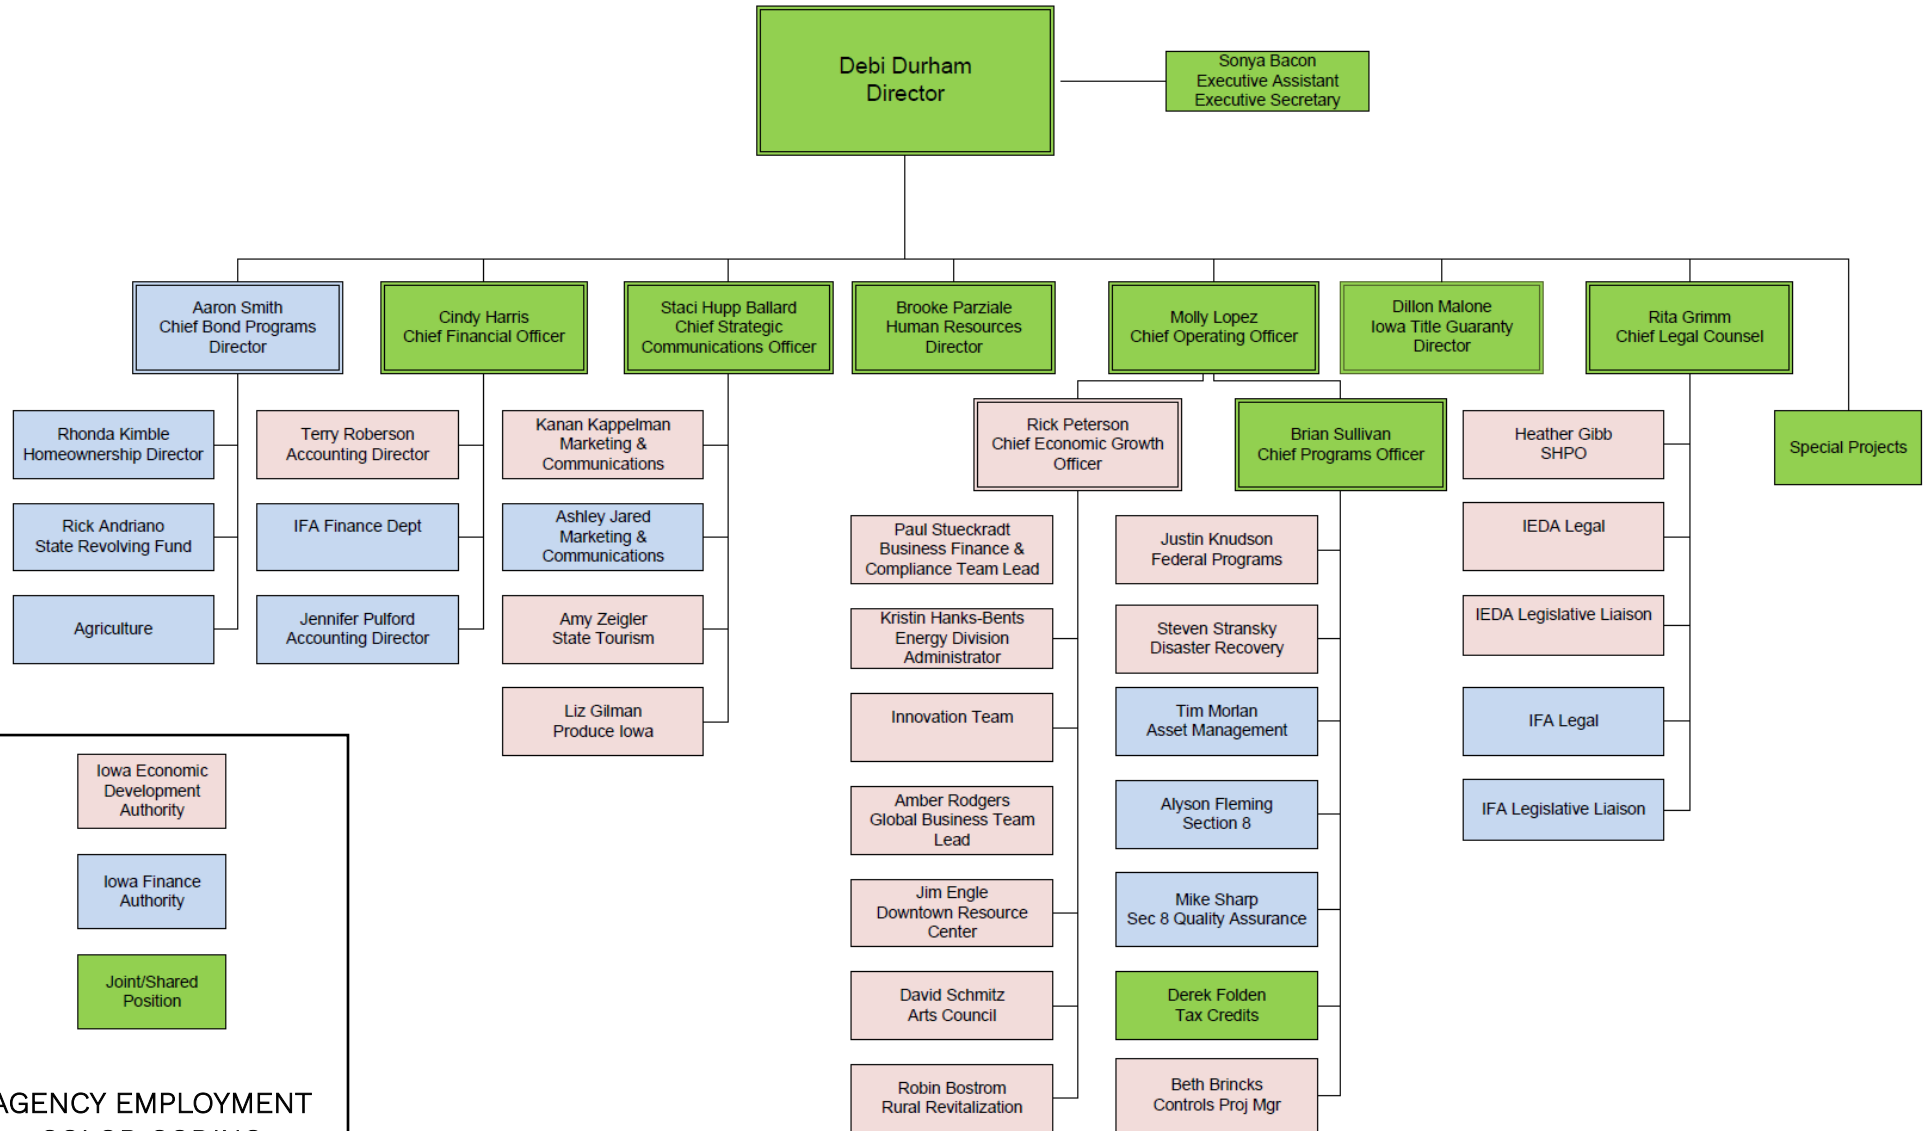 Debi Durham
Director
Sonya Bacon
Executive Assistant
Executive Secretary
Aaron Smith
Chief Bond Programs
Director
Cindy Harris
Chief Financial Officer
Staci Hupp Ballard
Chief Strategic
Communications Officer
Brooke Parziale
Human Resources
Director
Molly Lopez
Chief Operating Officer
Dillon Malone
Iowa Title Guaranty
Director
Rita Grimm
Chief Legal Counsel
Special Projects
Rhonda Kimble
Homeownership Director
Rick Andriano
State Revolving Fund
Agriculture
Terry Roberson
Accounting Director
IFA Finance Dept
Jennifer Pulford
Accounting Director
Kanan Kappelman
Marketing &
Communications
Ashley Jared
Marketing &
Communications
Amy Zeigler
State Tourism
Liz Gilman
Produce Iowa
Rick Peterson
Chief Economic Growth
Officer
Paul Stueckradt
Business Finance &
Compliance Team Lead
Kristin Hanks-Bents
Energy Division
Administrator
Innovation Team
Amber Rodgers
Global Business Team
Lead
Jim Engle
Downtown Resource
Center
David Schmitz
Arts Council
Robin Bostrom
Rural Revitalization
Brian Sullivan
Chief Programs Officer
Justin Knudson
Federal Programs
Steven Stransky
Disaster Recovery
Tim Morlan
Asset Management
Alyson Fleming
Section 8
Mike Sharp
Sec 8 Quality Assurance
Derek Folden
Tax Credits
Beth Brincks
Controls Proj Mgr
Heather Gibb
SHPO
IEDA Legal
IEDA Legislative Liaison
IFA Legal
IFA Legislative Liaison
Iowa Economic
Development
Authority
Iowa Finance
Authority
Joint/Shared
Position
AGENCY EMPLOYMENT